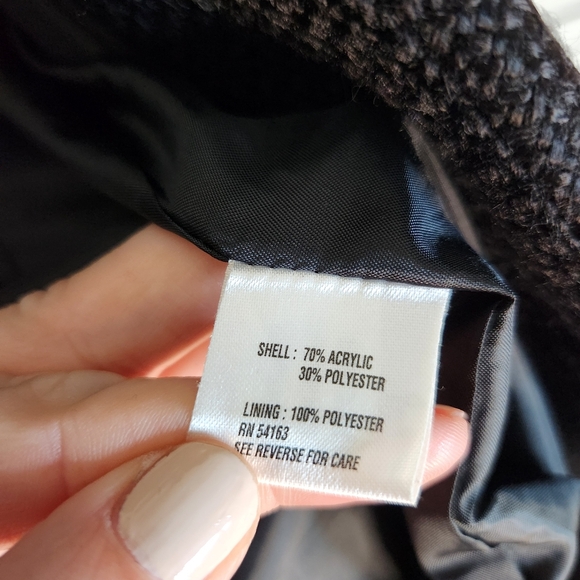 SHELL : 70% ACRYLIC
30% POLYESTER
LINING : 100% POLYESTER
RN 54163
SEE REVERSE FOR CARE